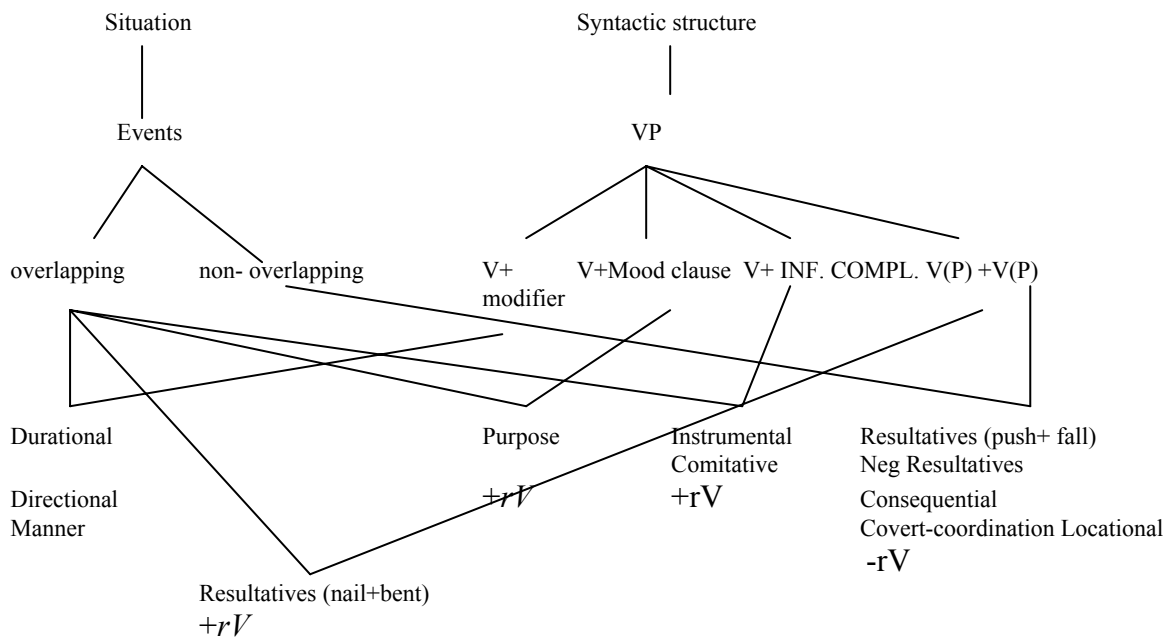 Situation Syntactic structure
Events VP
overlapping non- overlapping V+ V+Mood clause V+ INF. COMPL. V(P) +V(P)
modifier
Durational Purpose Instrumental Resultatives (push+ fall)
Comitative Neg Resultatives
+rV +rV
Directional Consequential
Manner Covert-coordination Locational
-rV
Resultatives (nail+bent)
+rV